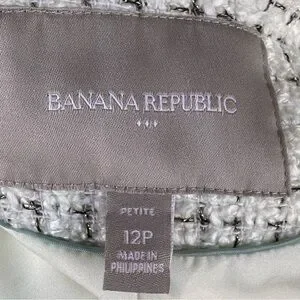 BANANA REPUBLIC
PETITE
12P
MADE IN
PHILIPPINES